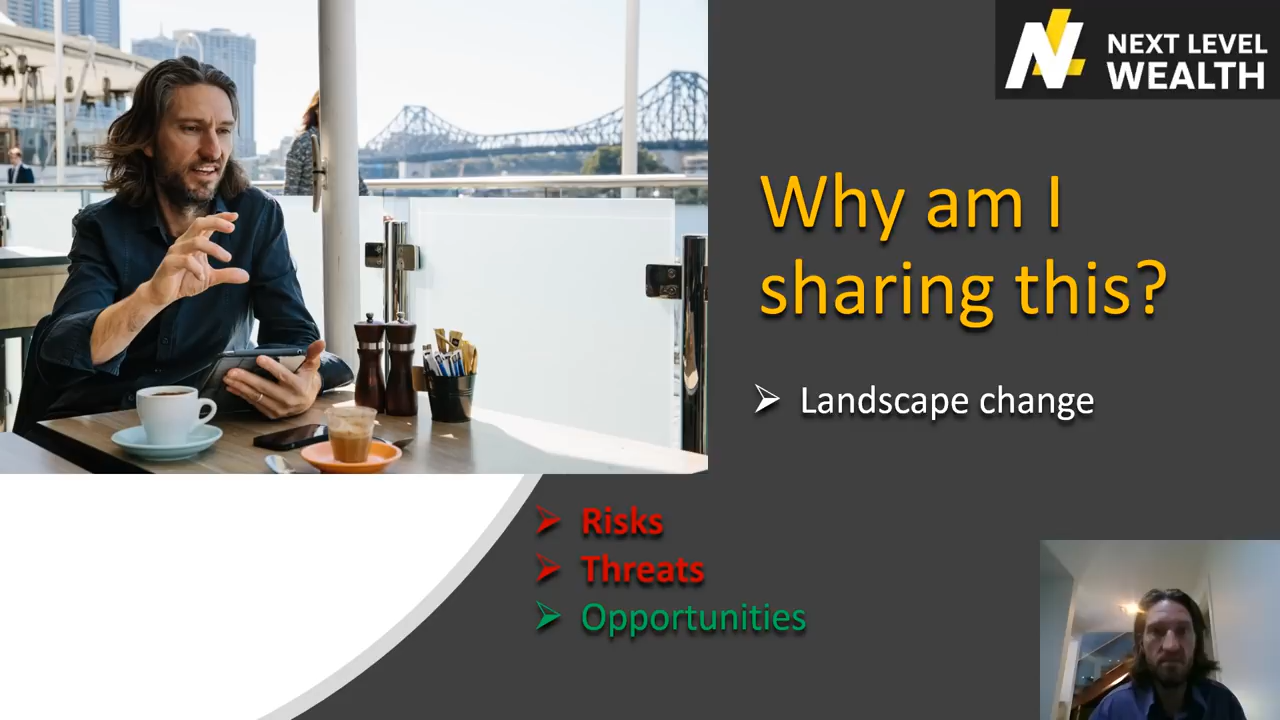 NEXT LEVEL
WEALTH
Why am I
sharing this?
➢ Landscape change
➢ Risks
➢ Threats
➢ Opportunities